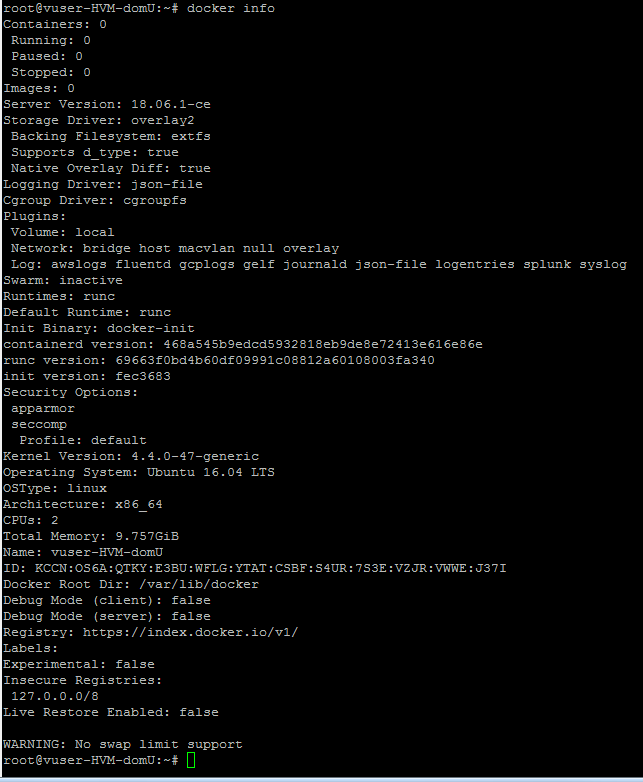 root@vuser-HVM-domU:~# docker info
Containers: 0
 Running: 0
 Paused: 0
 Stopped: 0
Images: 0
Server Version: 18.06.1-ce
Storage Driver: overlay2
 Backing Filesystem: extfs
 Supports d_type: true
 Native Overlay Diff: true
Logging Driver: json-file
Cgroup Driver: cgroupfs
Plugins:
 Volume: local
 Network: bridge host macvlan null overlay
 Log: awslogs fluentd gcplogs gelf journald json-file logentries splunk syslog
Swarm: inactive
Runtimes: runc
Default Runtime: runc
Init Binary: docker-init
containerd version: 468a545b9edcd5932818eb9de8e72413e616e86e
runc version: 69663f0bd4b60df09991c08812a60108003fa340
init version: fec3683
Security Options:
 apparmor
 seccomp
  Profile: default
Kernel Version: 4.4.0-47-generic
Operating System: Ubuntu 16.04 LTS
OSType: linux
Architecture: x86_64
CPUs: 2
Total Memory: 9.757GiB
Name: vuser-HVM-domU
ID: KCCN:OS6A:QTKY:E3BU:WFLG:YTAT:CSBF:S4UR:7S3E:VZJR:VWWE:J37I
Docker Root Dir: /var/lib/docker
Debug Mode (client): false
Debug Mode (server): false
Registry: https://index.docker.io/v1/
Labels:
Experimental: false
Insecure Registries:
 127.0.0.0/8
Live Restore Enabled: false

WARNING: No swap limit support
root@vuser-HVM-domU:~#